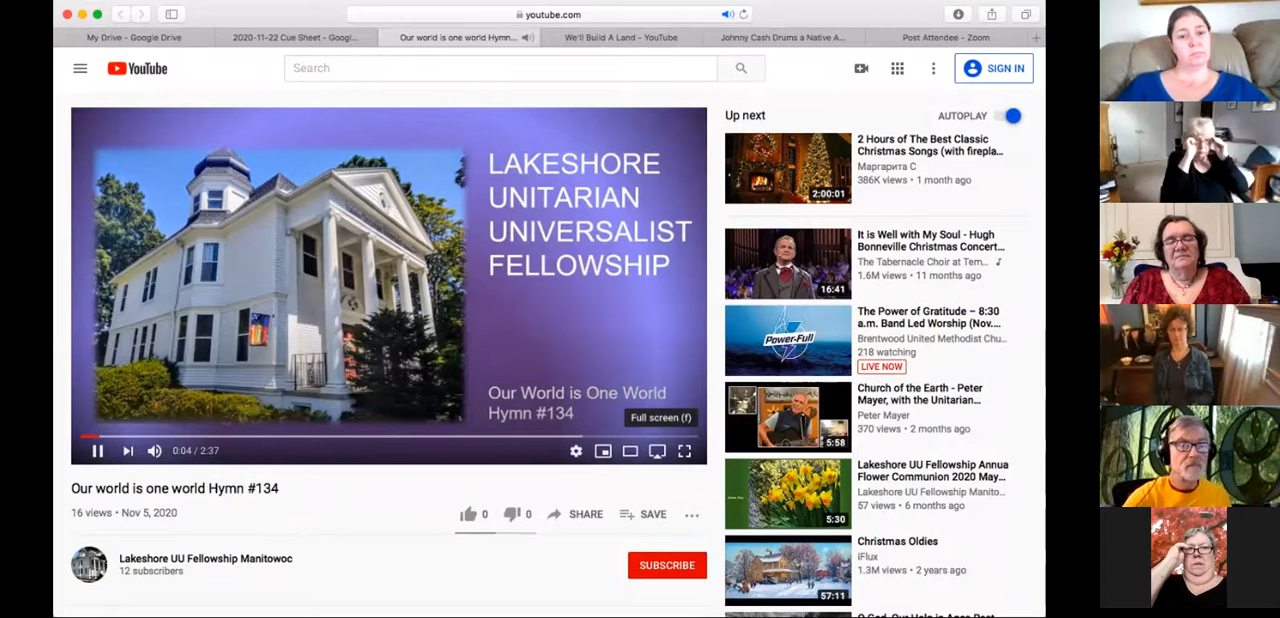 youtube.com
My Drive - Google Drive
2020-11-22 Cue Sheet - Googl...
Our world is one world Hymn...
We'll Build A Land - YouTube
Johnny Cash Drums a Native A...
Post Attendee - Zoom
YouTube
Search
SIGN IN
LAKESHORE
UNITARIAN
UNIVERSALIST
FELLOWSHIP
Our World is One World
Hymn #134
Full screen (f)
0:04 / 2:37
Our world is one world Hymn #134
16 views • Nov 5, 2020
0
0
SHARE
SAVE
Lakeshore UU Fellowship Manitowoc
12 subscribers
SUBSCRIBE
Up next
AUTOPLAY
2:00:01
2 Hours of The Best Classic
Christmas Songs (with firepla...
Маргарита С
386K views • 1 month ago
16:41
It is Well with My Soul - Hugh
Bonneville Christmas Concert...
The Tabernacle Choir at Tem...
1.6M views • 11 months ago
Power-Full
The Power of Gratitude – 8:30
a.m. Band Led Worship (Nov....
Brentwood United Methodist Chu...
218 watching
LIVE NOW
5:58
Church of the Earth - Peter
Mayer, with the Unitarian...
Peter Mayer
370 views • 2 months ago
5:30
Lakeshore UU Fellowship Annua
Flower Communion 2020 May...
Lakeshore UU Fellowship Manito...
57 views • 6 months ago
57:11
Christmas Oldies
iFlux
1.3M views • 2 years ago